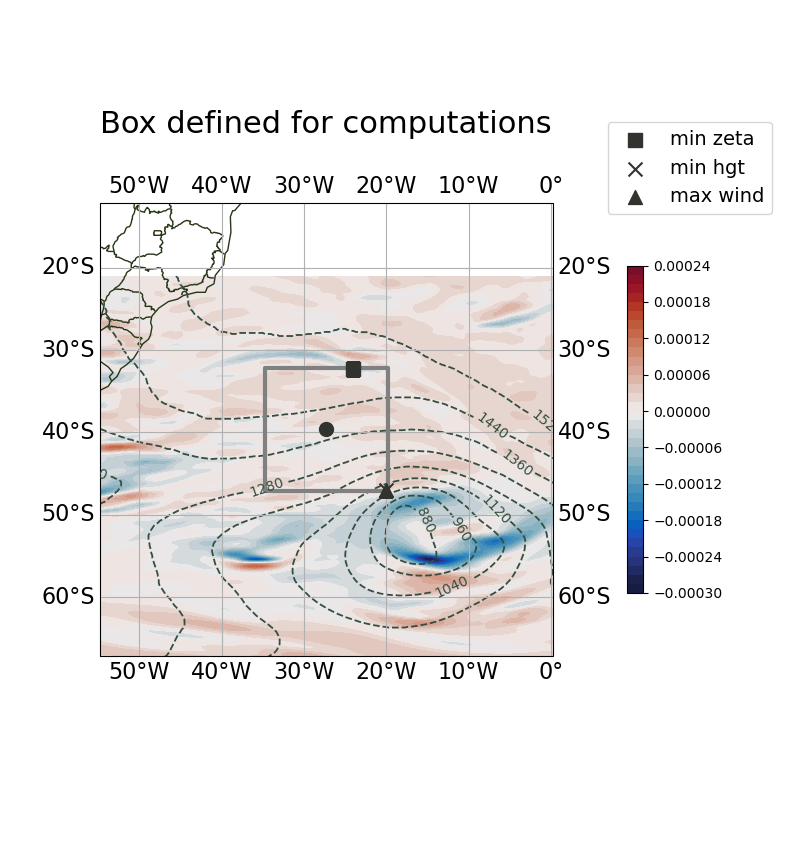 Box defined for computations
min zeta
min hgt
max wind
50°W 40°W 30°W 20°W 10°W 0°
20°S 20°S
30°S 30°S
40°S 40°S
50°S 50°S
60°S 60°S
50°W 40°W 30°W 20°W 10°W 0°
1440
1360
1280
1120
960
880
1040
0.00024
0.00018
0.00012
0.00006
0.00000
−0.00006
−0.00012
−0.00018
−0.00024
−0.00030